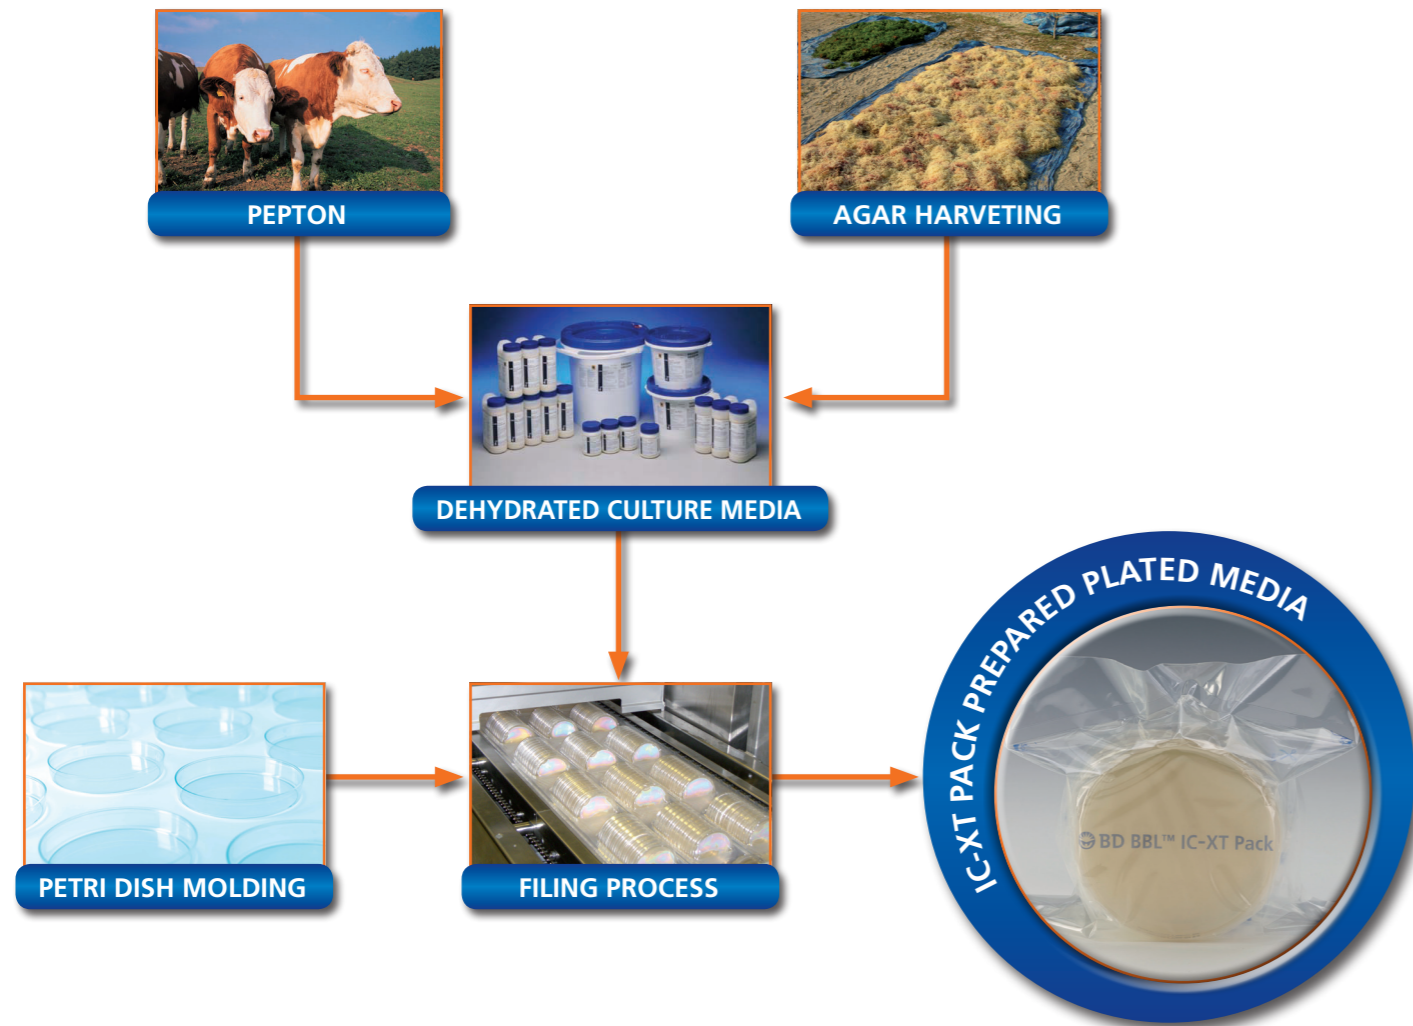 PEPTON
AGAR HARVETING
DEHYDRATED CULTURE MEDIA
IC-XT PACK PREPARED PLATED MEDIA
BD BBL™ IC-XT Pack
PETRI DISH MOLDING
FILING PROCESS